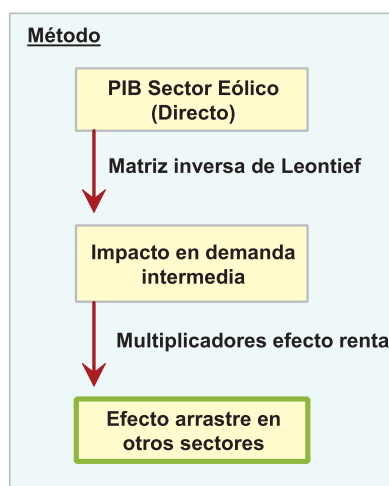 Método
PIB Sector Eólico
(Directo)
Matriz inversa de Leontief
Impacto en demanda
intermedia
Multiplicadores efecto renta
Efecto arrastre en
otros sectores